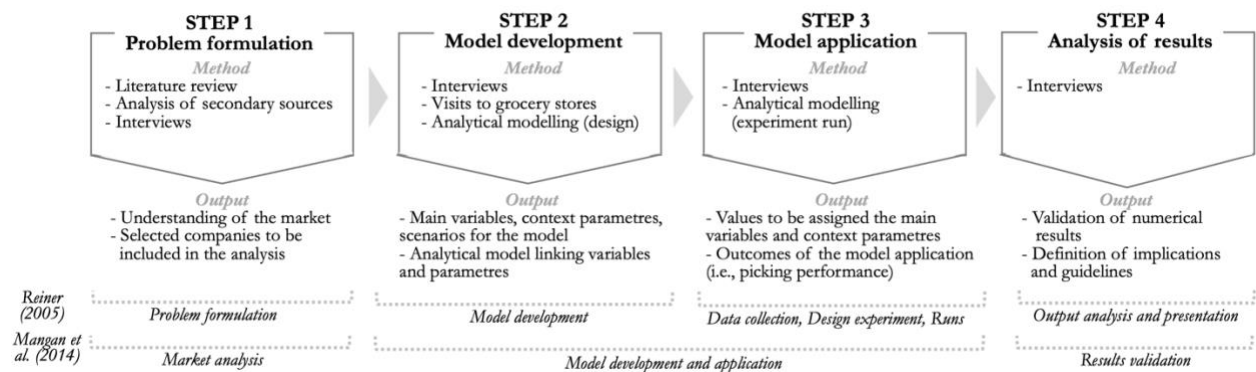 STEP 1
Problem formulation
Method
- Literature review
- Analysis of secondary sources
- Interviews
Output
- Understanding of the market
- Selected companies to be
included in the analysis
STEP 2
Model development
Method
- Interviews
- Visits to grocery stores
- Analytical modelling (design)
Output
- Main variables, context parametres,
scenarios for the model
- Analytical model linking variables
and parametres
STEP 3
Model application
Method
- Interviews
- Analytical modelling
(experiment run)
Output
- Values to be assigned the main
variables and context parametres
- Outcomes of the model application
(i.e., picking performance)
STEP 4
Analysis of results
Method
- Interviews
Output
- Validation of numerical
results
- Definition of implications
and guidelines
Reiner
(2005)
Problem formulation
Model development
Data collection, Design experiment, Runs
Output analysis and presentation
Mangan et
al. (2014)
Market analysis
Model development and application
Results validation